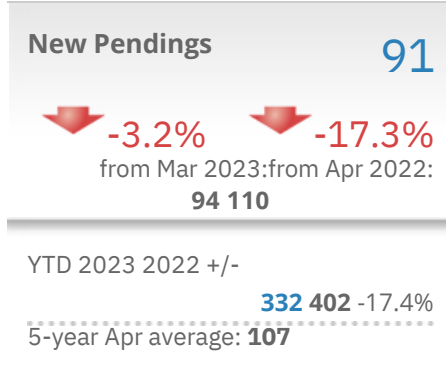 New Pendings 91
-3.2% -17.3%
from Mar 2023:from Apr 2022:
94 110
YTD 2023 2022 +/-
332 402 -17.4%
5-year Apr average: 107